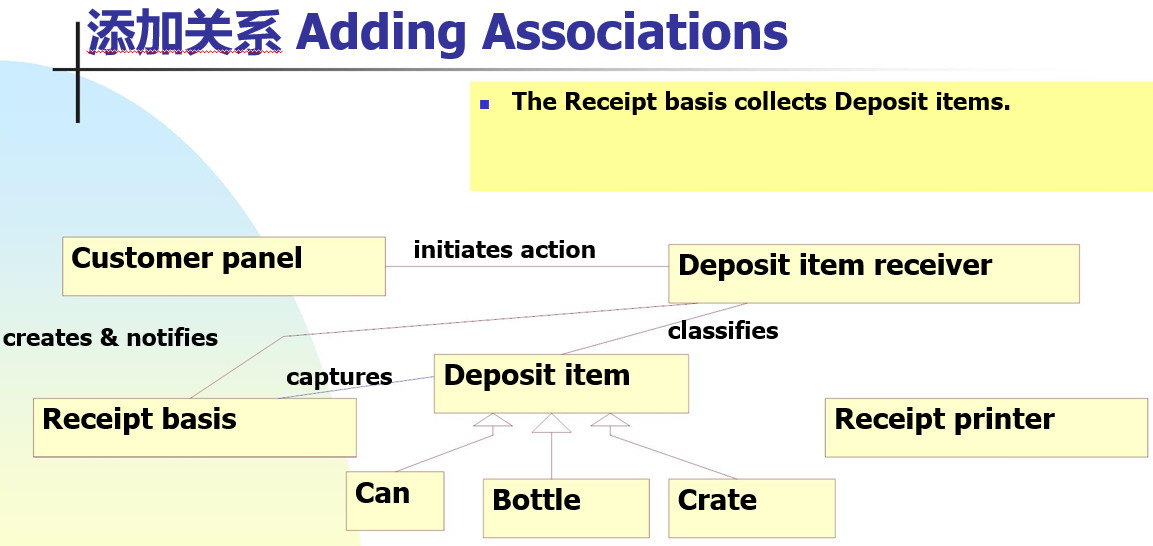 添加关系 Adding Associations
The Receipt basis collects Deposit items.
Customer panel
initiates action
Deposit item receiver
creates & notifies
classifies
captures
Deposit item
Receipt basis
Receipt printer
Can
Bottle
Crate